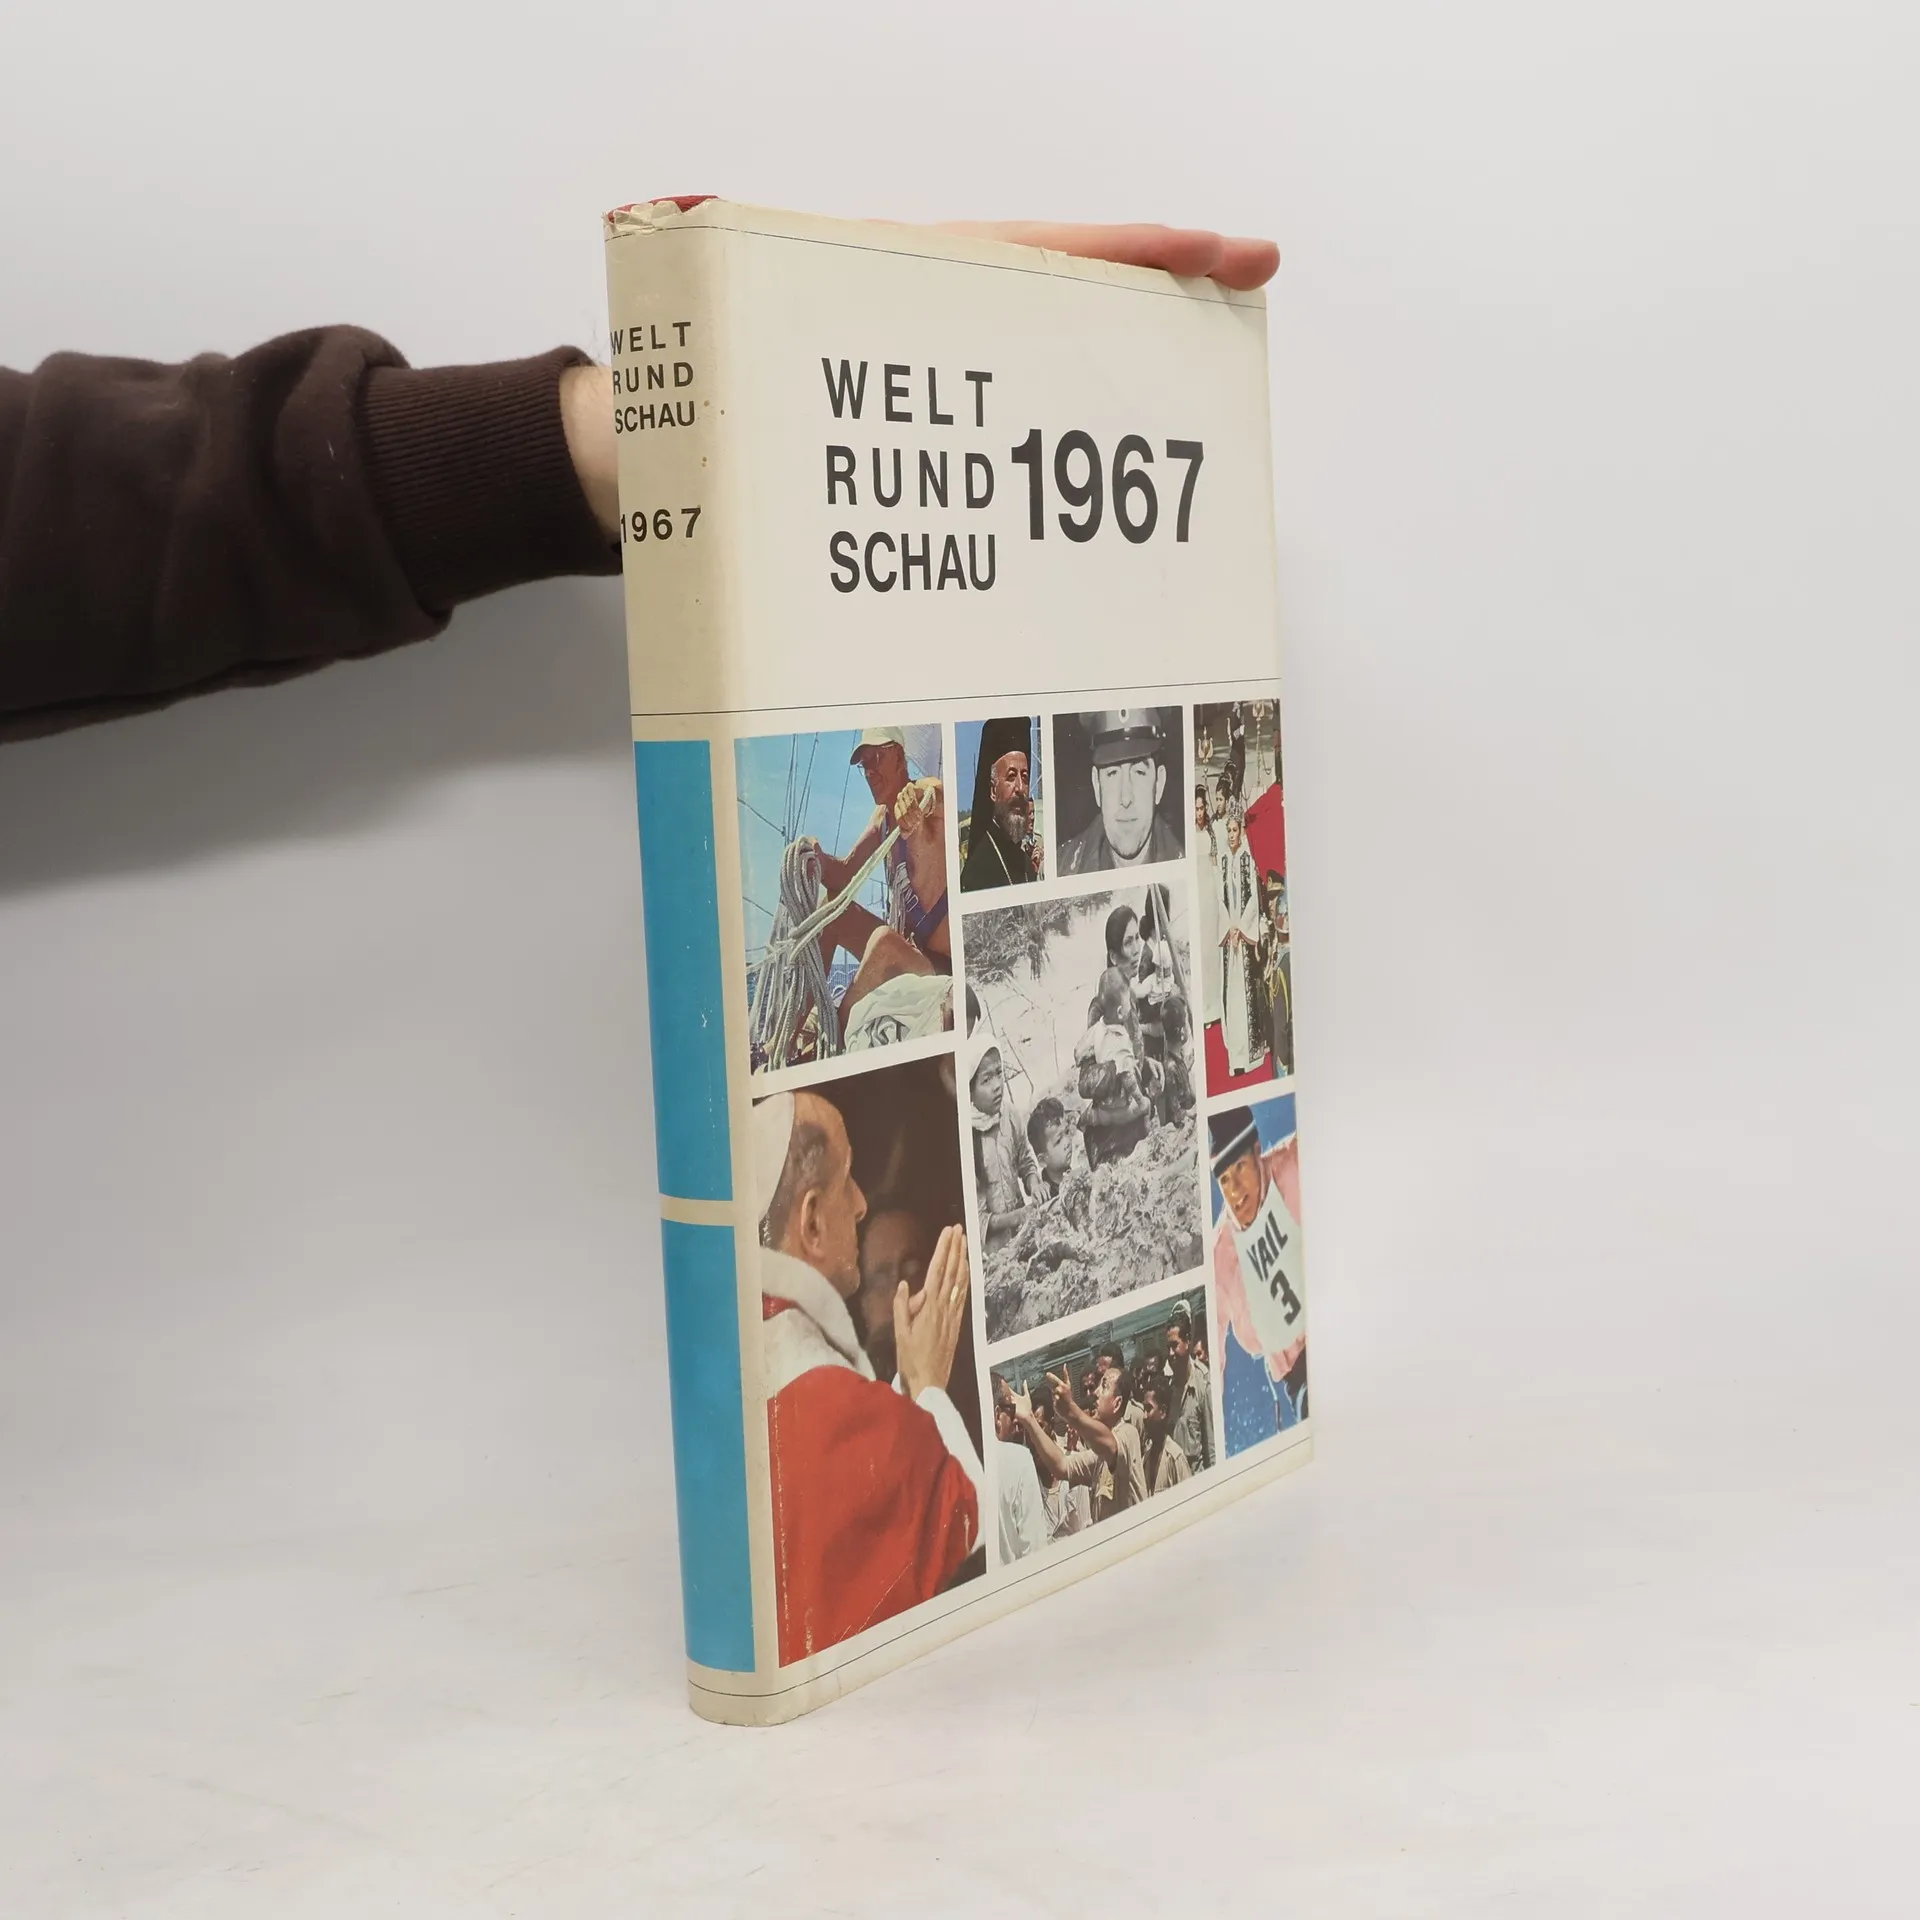 WELT
RUND
SCHAU
1967
WELT
RUND 1967
SCHAU
VAIL
3